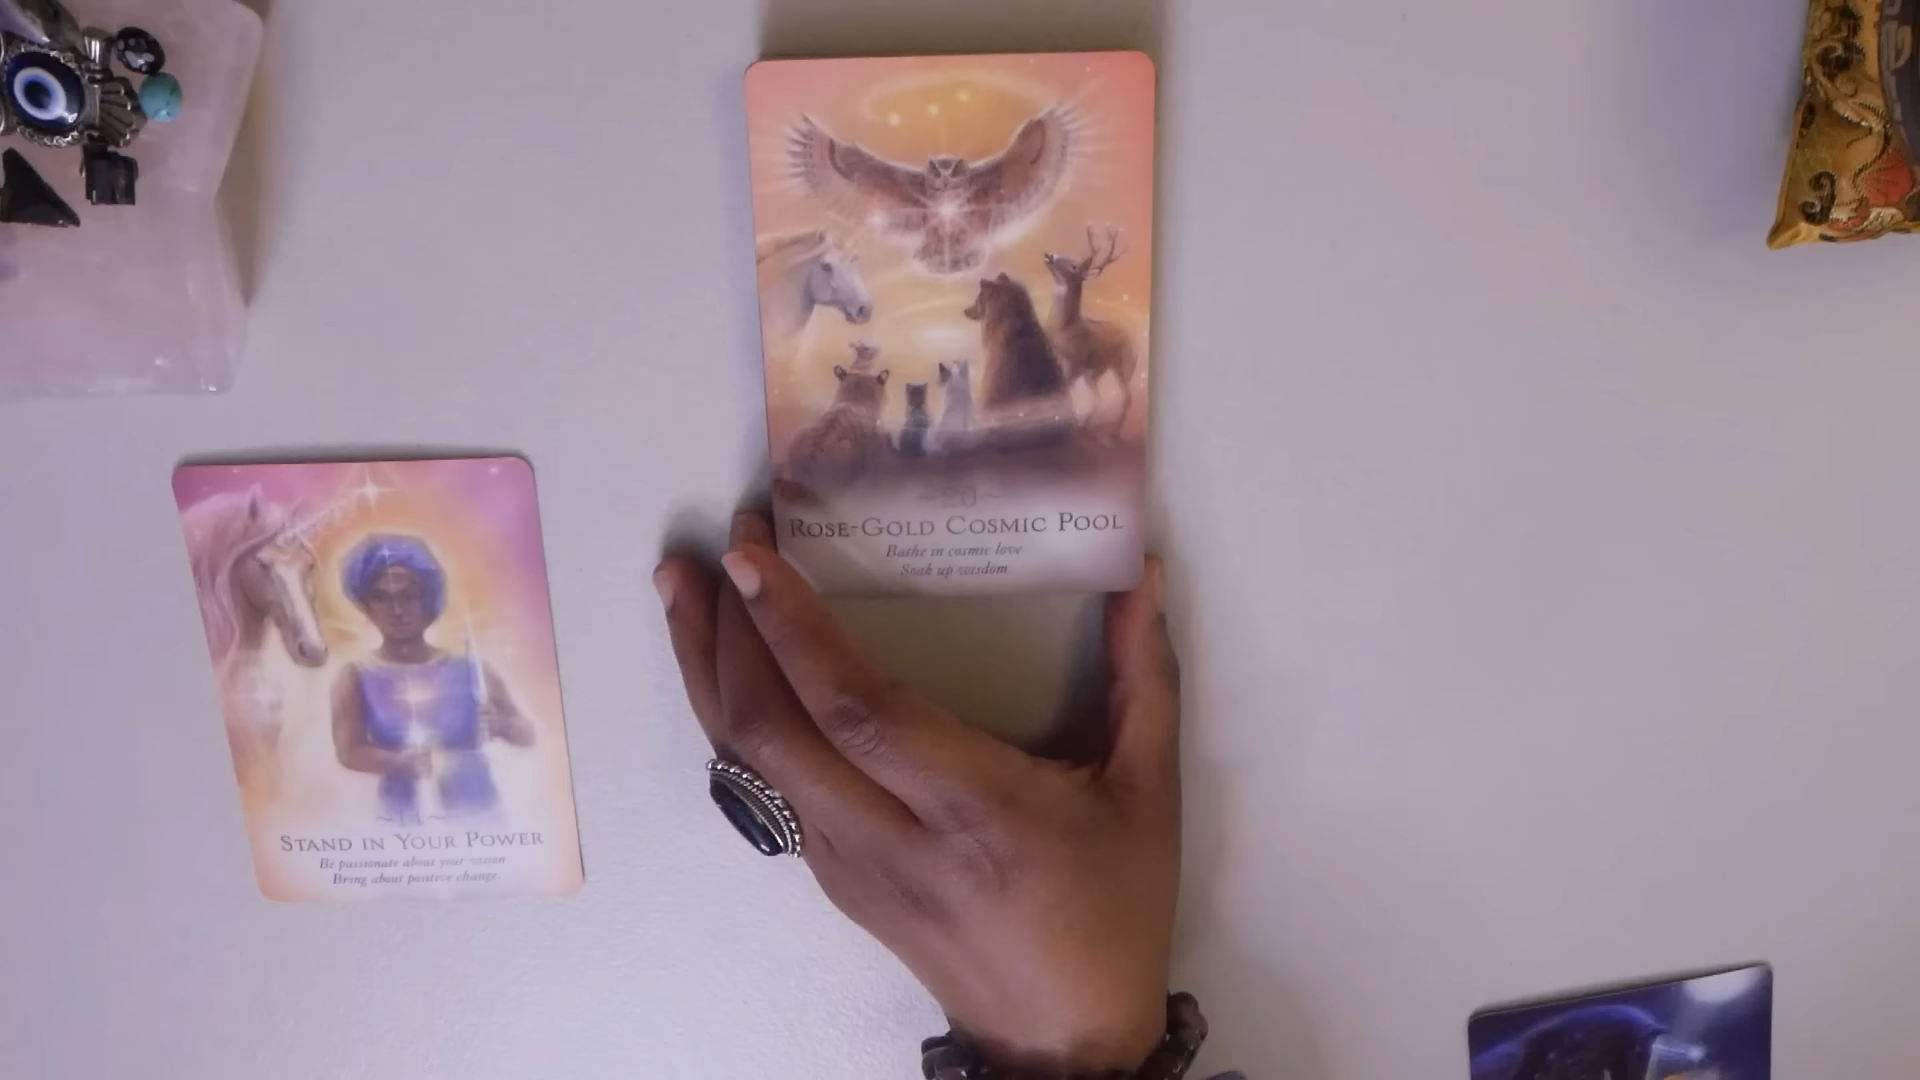 ~20~
ROSE-GOLD COSMIC POOL
Bathe in cosmic love
Soak up wisdom.
STAND IN YOUR POWER
Be passionate about your vision
Bring about positive change.